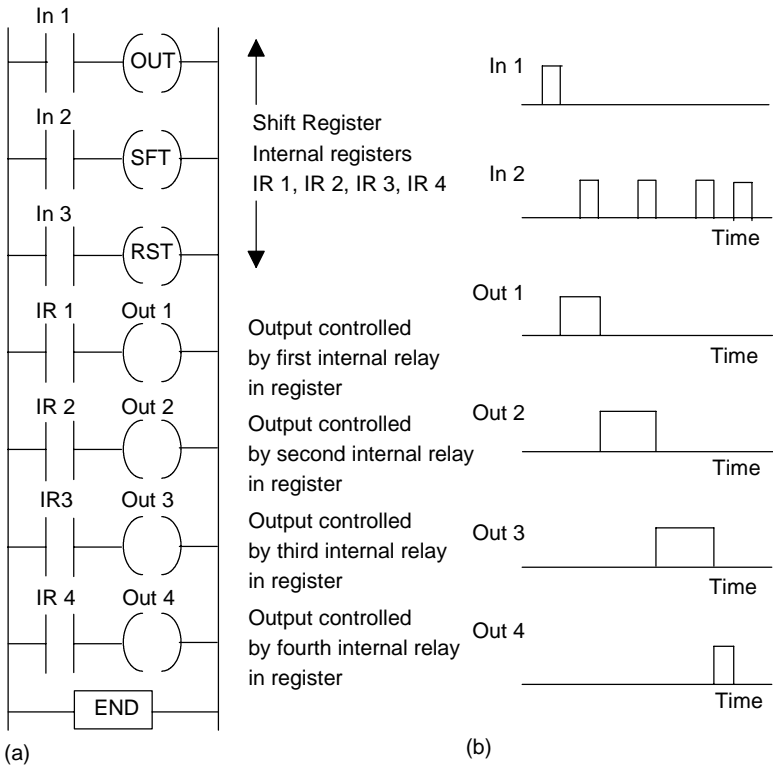 In 1
OUT
In 2
SFT
In 3
RST
IR 1 Out 1
IR 2 Out 2
IR3 Out 3
IR 4 Out 4
END
(a)
Shift Register
Internal registers
IR 1, IR 2, IR 3, IR 4
Output controlled
by first internal relay
in register
Output controlled
by second internal relay
in register
Output controlled
by third internal relay
in register
Output controlled
by fourth internal relay
in register
In 1
In 2
Time
Out 1
Time
Out 2
Time
Out 3
Time
Out 4
Time
(b)